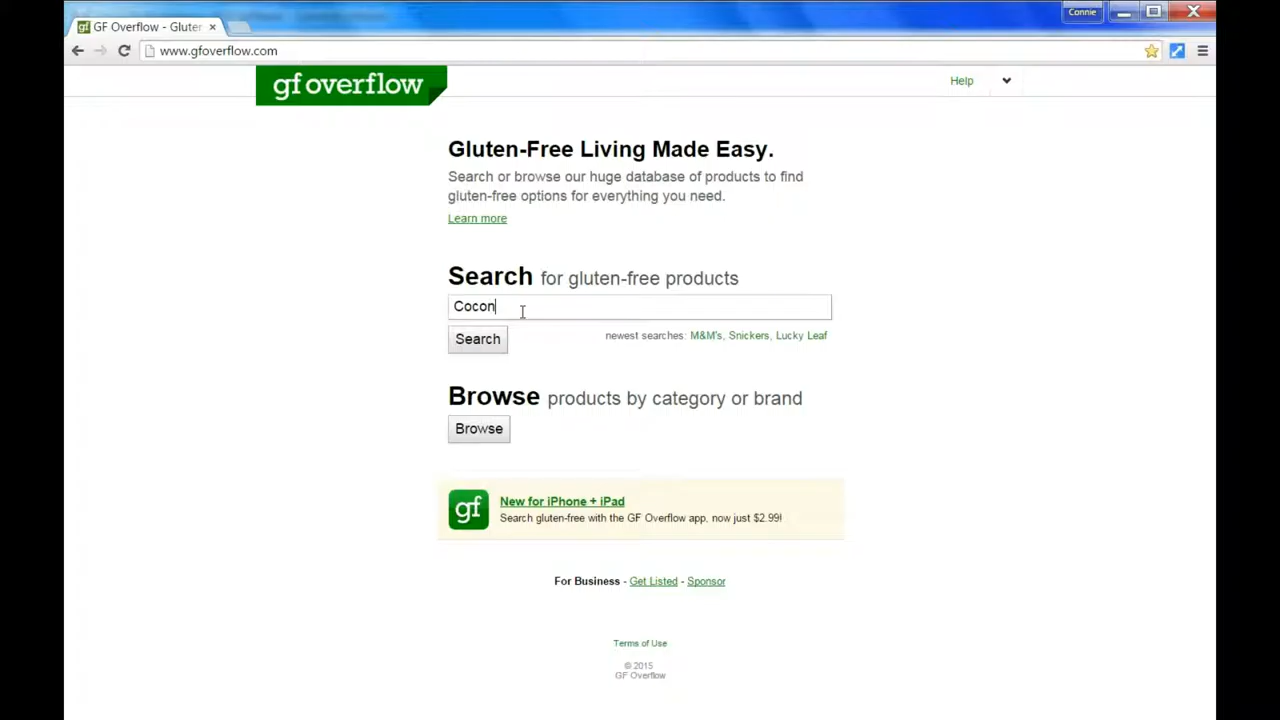 Connie
GF Overflow - Gluter
www.gfoverflow.com
gf overflow
Help
Gluten-Free Living Made Easy.
Search or browse our huge database of products to find
gluten-free options for everything you need.
Learn more
Search for gluten-free products
Cocon
Search
newest searches: M&M's, Snickers, Lucky Leaf
Browse products by category or brand
Browse
gf
New for iPhone + iPad
Search gluten-free with the GF Overflow app, now just $2.99!
For Business - Get Listed - Sponsor
Terms of Use
© 2015
GF Overflow